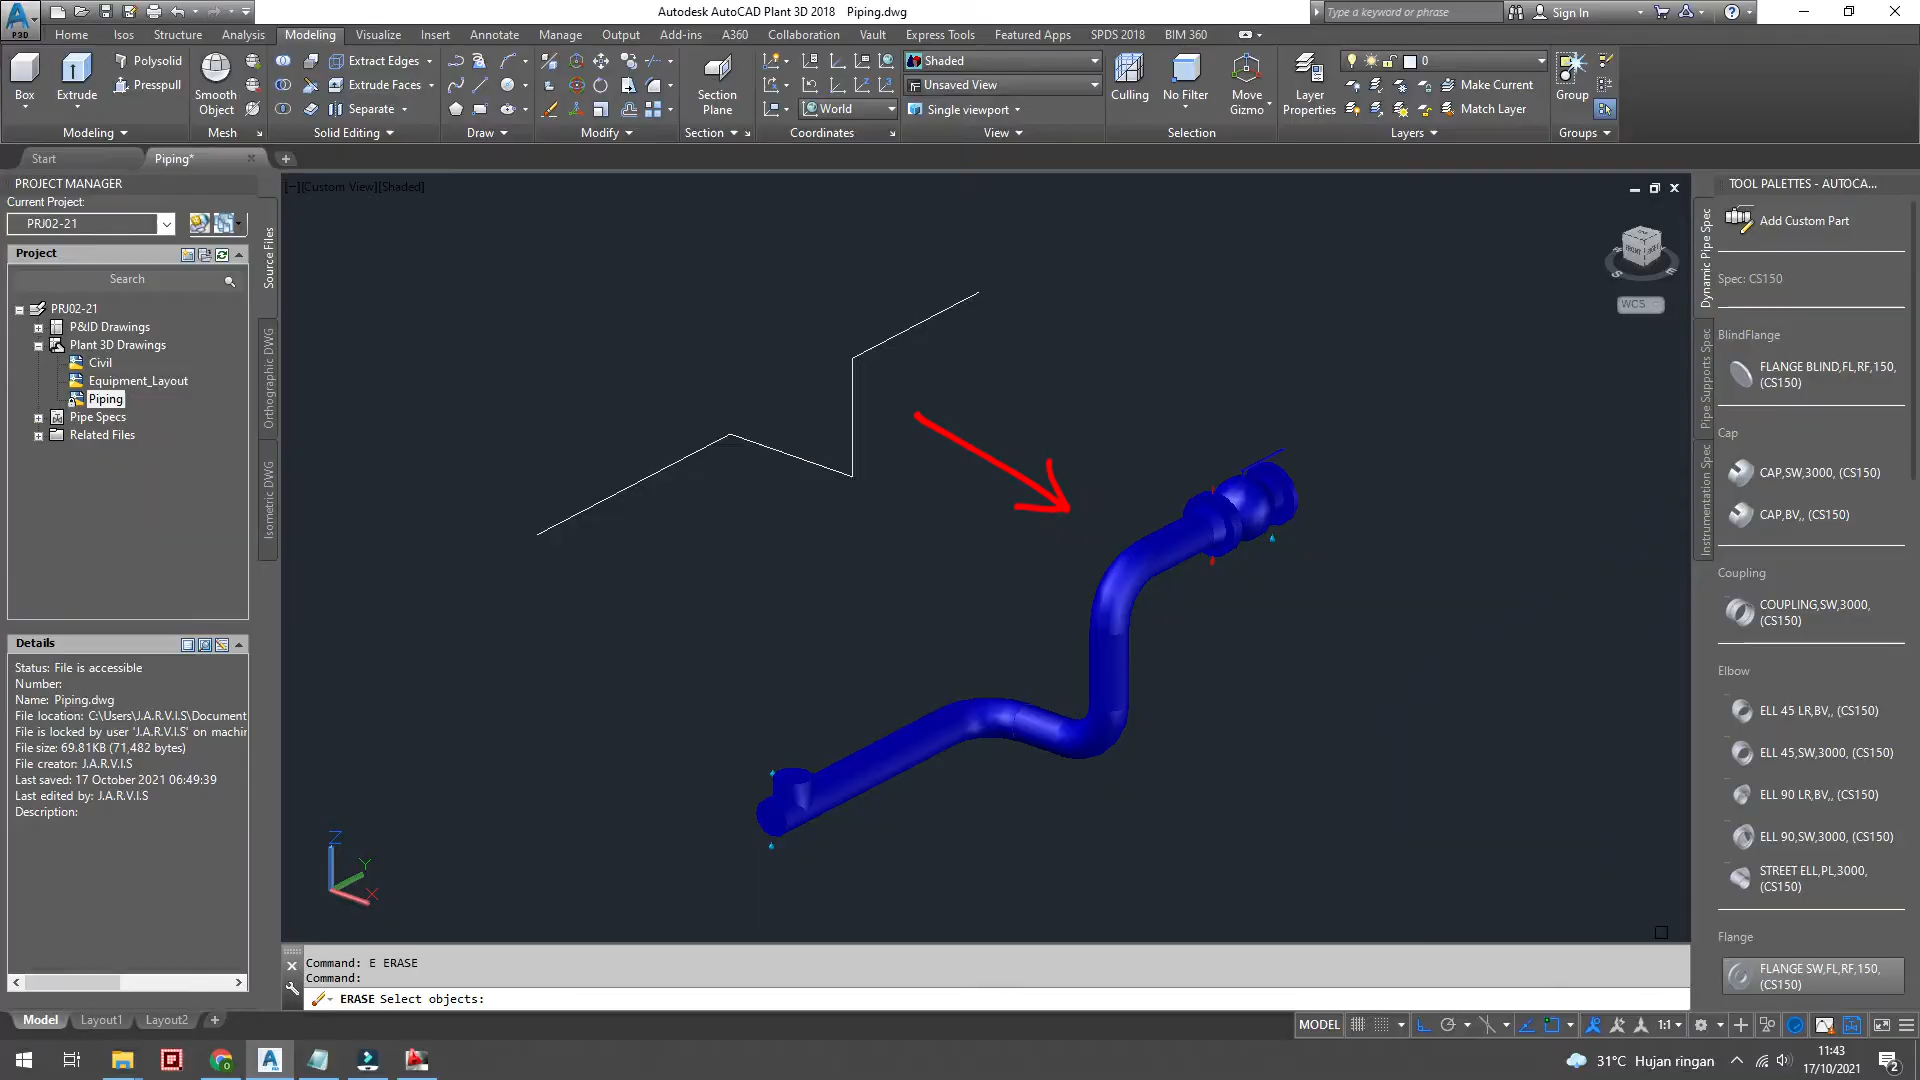 Autodesk AutoCAD Plant 3D 2018 Piping.dwg
Type a keyword or phrase
Sign In
P3D
Home Isos Structure Analysis Modeling Visualize Insert Annotate Manage Output Add-ins A360 Collaboration Vault Express Tools Featured Apps SPDS 2018 BIM 360
Box
Extrude
Polysolid
Presspull
Smooth
Object
Extract Edges
Extrude Faces
Separate
Section
Plane
World
Shaded
Unsaved View
Single viewport
Culling
No Filter
Move
Gizmo
Layer
Properties
0
Make Current
Match Layer
Group
Modeling Mesh Solid Editing Draw Modify Section Coordinates View Selection Layers Groups
Start
Piping*
PROJECT MANAGER
Current Project:
PRJ02-21
Project
Search
PRJ02-21
P&ID Drawings
Plant 3D Drawings
Civil
Equipment_Layout
Piping
Pipe Specs
Related Files
Source Files
Orthographic DWG
Isometric DWG
Details
Status: File is accessible
Number:
Name: Piping.dwg
File location: C:\Users\J.A.R.V.I.S\Document
File is locked by user 'J.A.R.V.I.S' on machin
File size: 69.81KB (71,482 bytes)
File creator: J.A.R.V.I.S
Last saved: 17 October 2021 06:49:39
Last edited by: J.A.R.V.I.S
Description:
[−][Custom View][Shaded]
FRONT
WCS
Z
Y
X
TOOL PALETTES - AUTOCA...
Dynamic Pipe Spec
Pipe Supports Spec
Instrumentation Spec
Add Custom Part
Spec: CS150
BlindFlange
FLANGE BLIND,FL,RF,150,
(CS150)
Cap
CAP,SW,3000, (CS150)
CAP,BV,, (CS150)
Coupling
COUPLING,SW,3000,
(CS150)
Elbow
ELL 45 LR,BV,, (CS150)
ELL 45,SW,3000, (CS150)
ELL 90 LR,BV,, (CS150)
ELL 90,SW,3000, (CS150)
STREET ELL,PL,3000,
(CS150)
Flange
FLANGE SW,FL,RF,150,
(CS150)
Command: E ERASE
Command:
ERASE Select objects:
Model Layout1 Layout2
MODEL
1:1
31°C Hujan ringan
11:43
17/10/2021
2